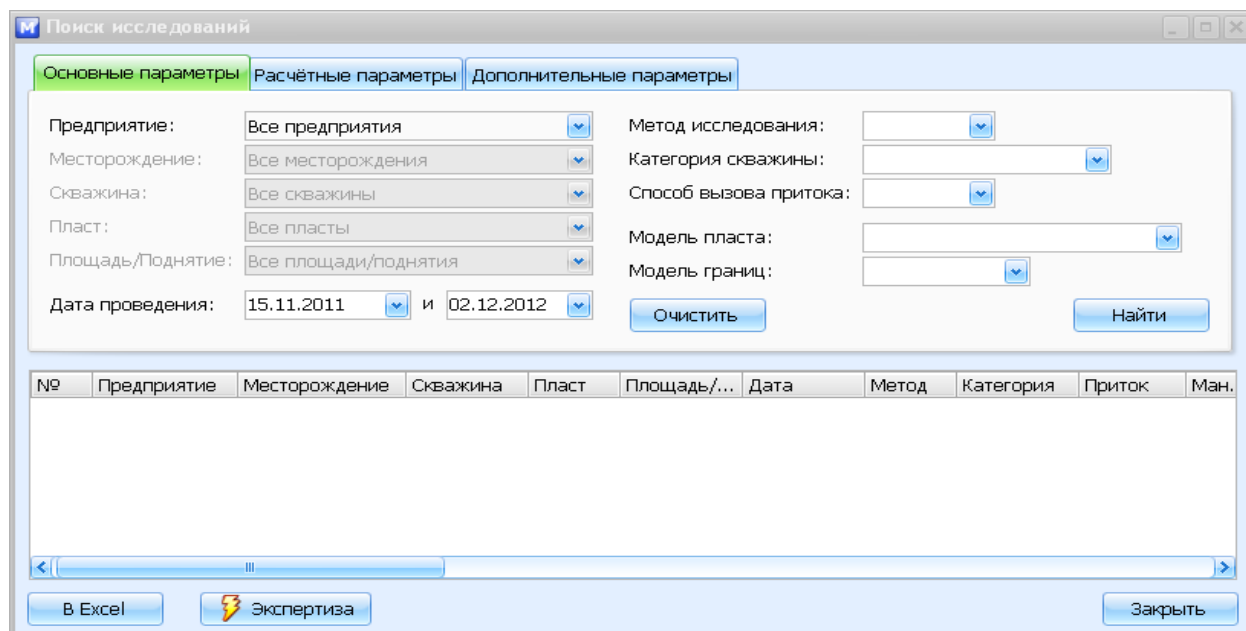 M Поиск исследований
Основные параметры Расчётные параметры Дополнительные параметры
Предприятие: Все предприятия Метод исследования:
Месторождение: Все месторождения Категория скважины:
Скважина: Все скважины Способ вызова притока:
Пласт: Все пласты Модель пласта:
Площадь/Поднятие: Все площади/поднятия Модель границ:
Дата проведения: 15.11.2011 и 02.12.2012 Очистить Найти
№ Предприятие Месторождение Скважина Пласт Площадь/... Дата Метод Категория Приток Ман.
В Excel Экспертиза Закрыть